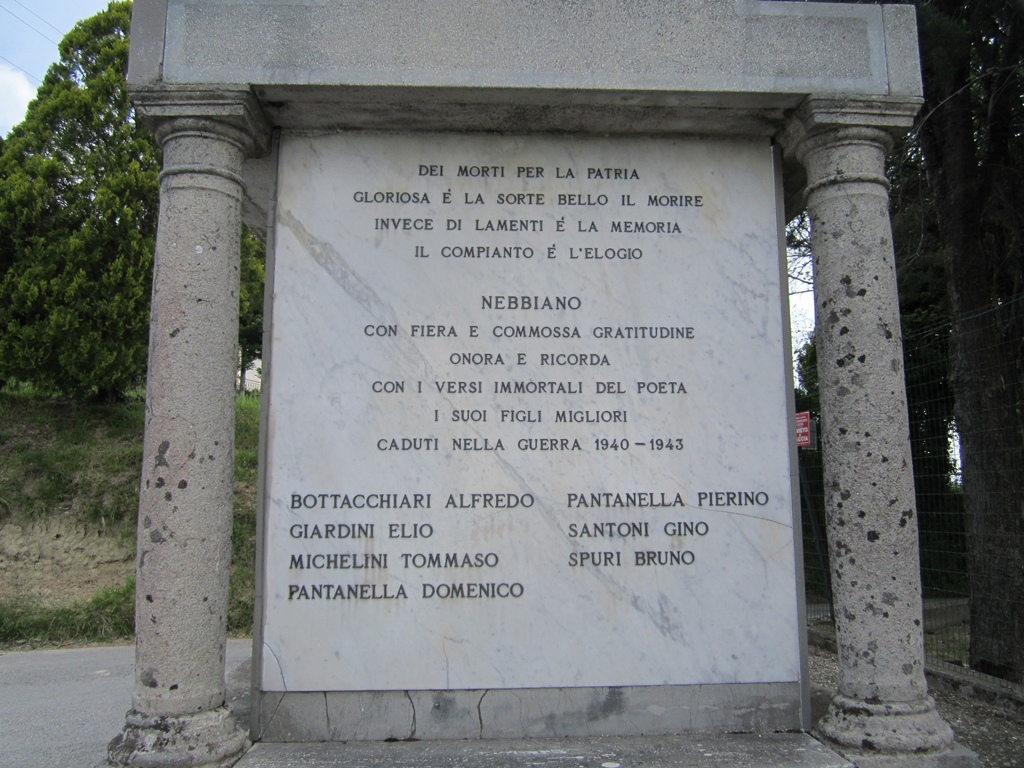 DEI MORTI PER LA PATRIA
GLORIOSA É LA SORTE BELLO IL MORIRE
INVECE DI LAMENTI É LA MEMORIA
IL COMPIANTO É L'ELOGIO
NEBBIANO
CON FIERA E COMMOSSA GRATITUDINE
ONORA E RICORDA
CON I VERSI IMMORTALI DEL POETA
I SUOI FIGLI MIGLIORI
CADUTI NELLA GUERRA 1940-1943
BOTTACCHIARI ALFREDO
GIARDINI ELIO
MICHELINI TOMMASO
PANTANELLA DOMENICO
PANTANELLA PIERINO
SANTONI GINO
SPURI BRUNO